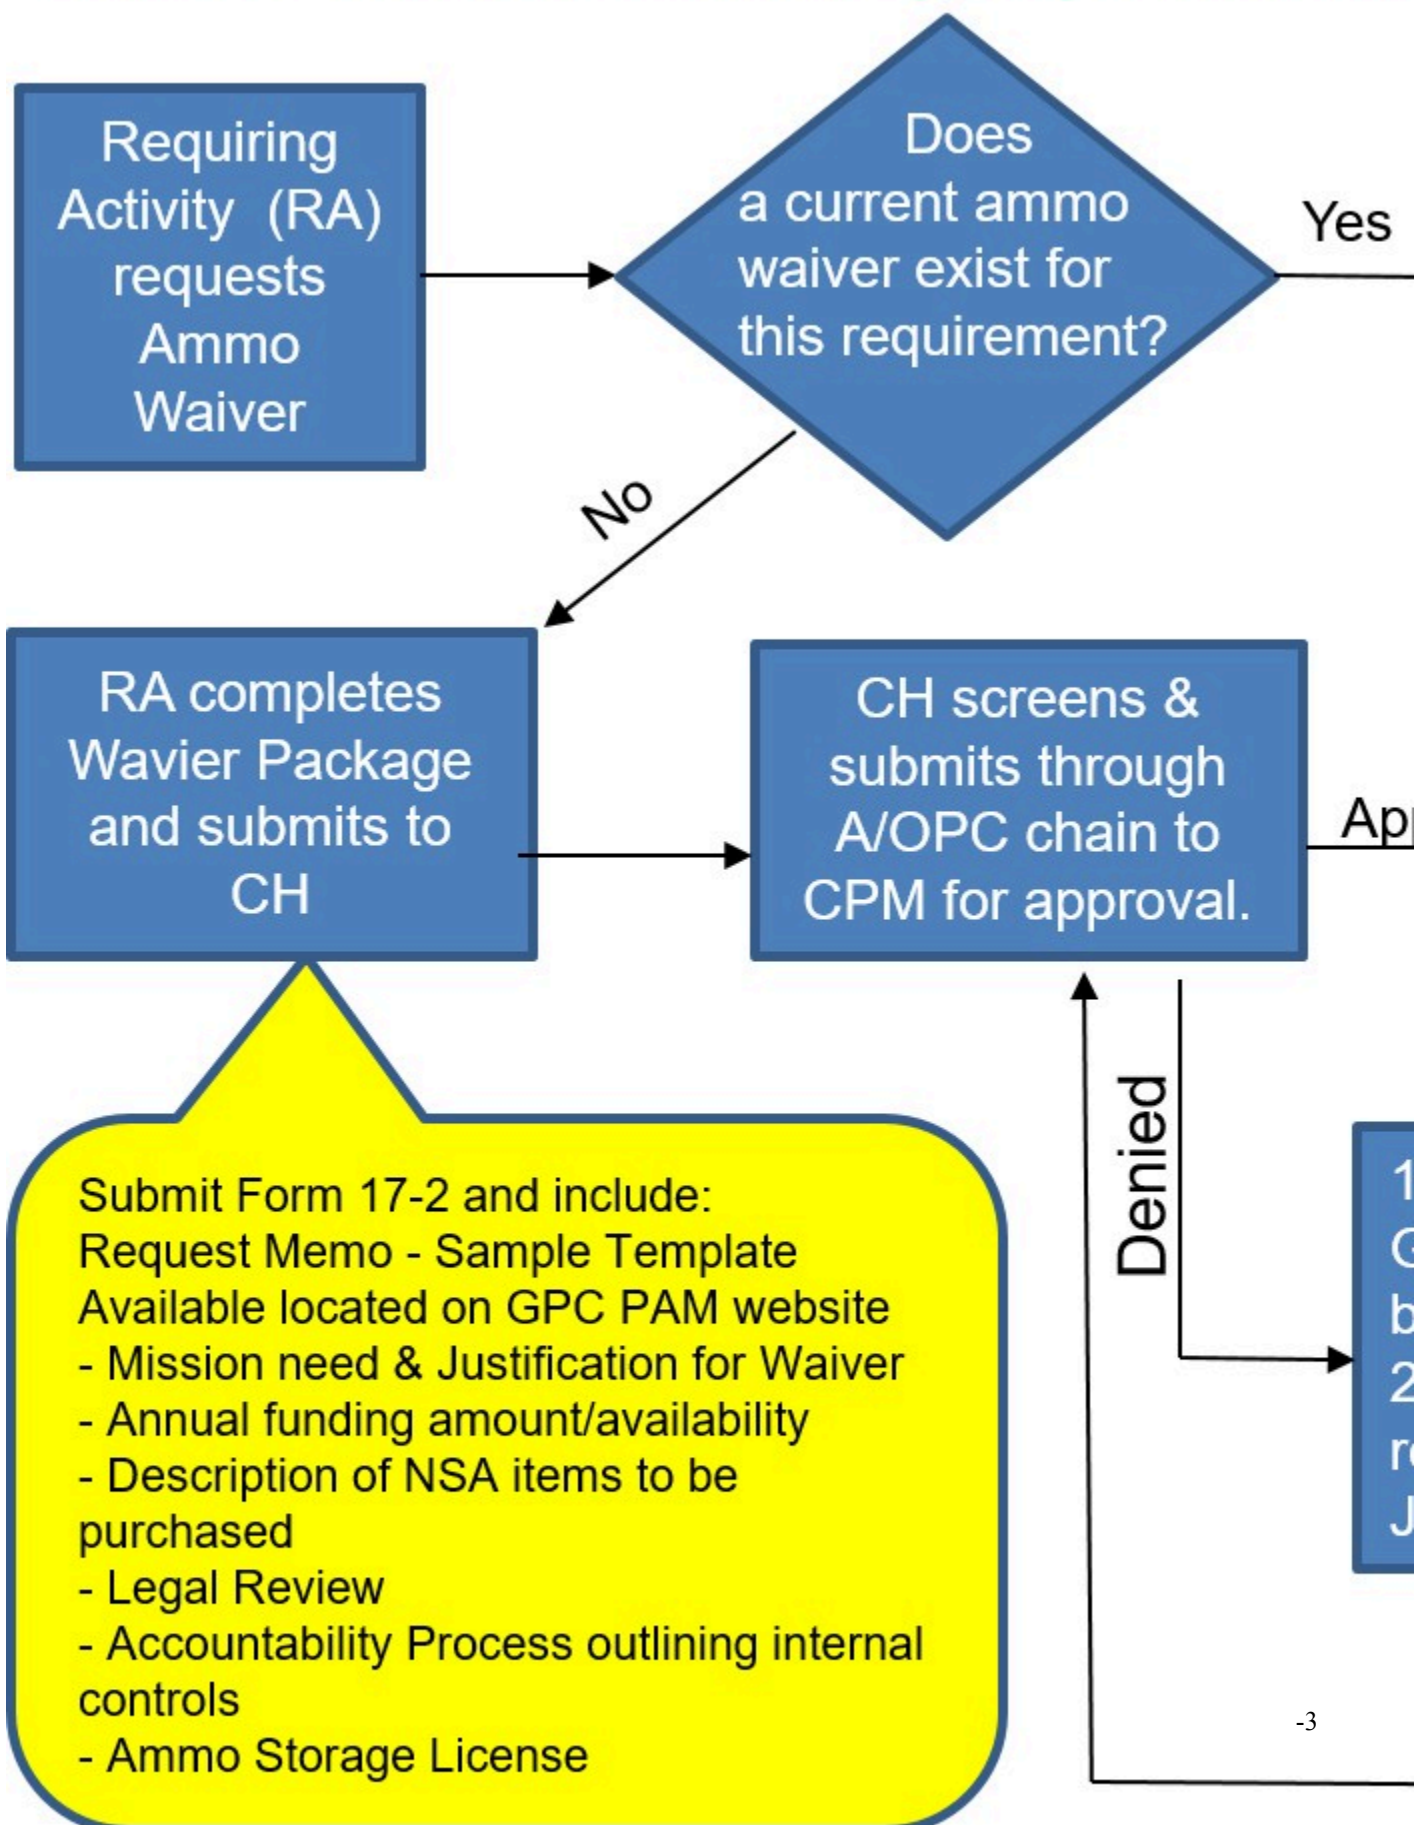 Requiring
Activity (RA)
requests
Ammo
Waiver
Does
a current ammo
waiver exist for
this requirement?
Yes
No
RA completes
Wavier Package
and submits to
CH
CH screens &
submits through
A/OPC chain to
CPM for approval.
Denied
Submit Form 17-2 and include:
Request Memo - Sample Template
Available located on GPC PAM website
- Mission need & Justification for Waiver
- Annual funding amount/availability
- Description of NSA items to be
purchased
- Legal Review
- Accountability Process outlining internal
controls
- Ammo Storage License
-3